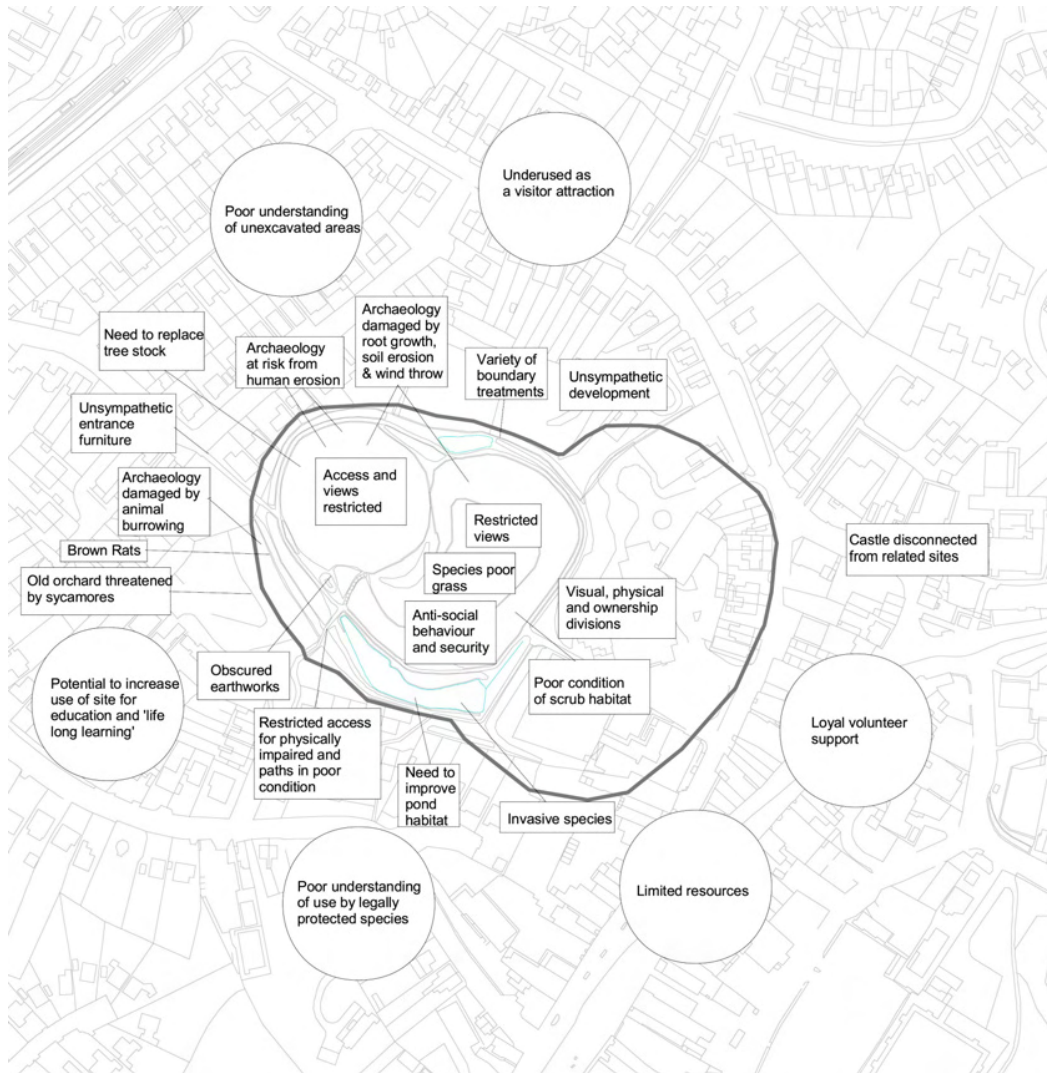 Underused as
a visitor attraction
Poor understanding
of unexcavated areas
Need to replace
tree stock
Archaeology
at risk from
human erosion
Archaeology
damaged by
root growth,
soil erosion
& wind throw
Variety of
boundary
treatments
Unsympathetic
development
Unsympathetic
entrance
furniture
Archaeology
damaged by
animal
burrowing
Access and
views
restricted
Restricted
views
Brown Rats
Castle disconnected
from related sites
Old orchard threatened
by sycamores
Species poor
grass
Visual, physical
and ownership
divisions
Anti-social
behaviour
and security
Obscured
earthworks
Poor condition
of scrub habitat
Potential to increase
use of site for
education and 'life
long learning'
Restricted access
for physically
impaired and
paths in poor
condition
Need to
improve
pond
habitat
Invasive species
Loyal volunteer
support
Poor understanding
of use by legally
protected species
Limited resources